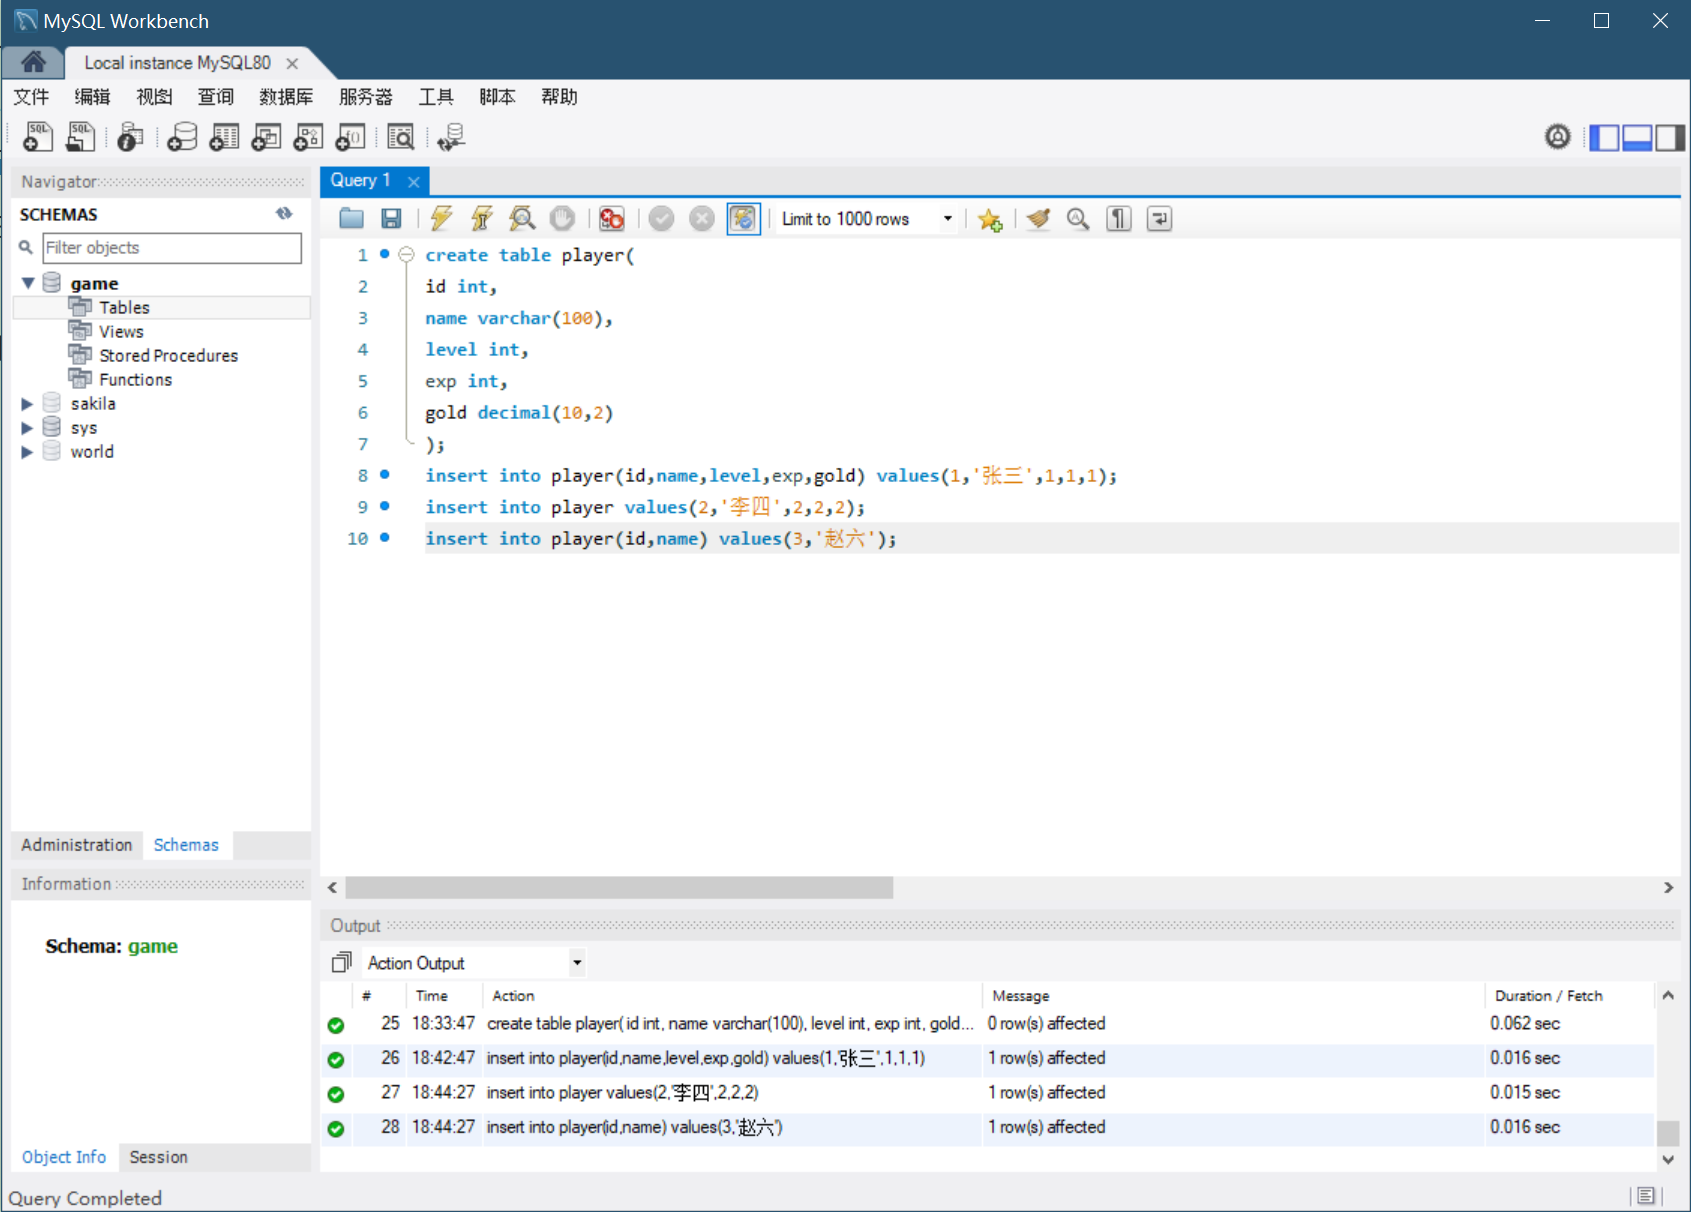 MySQL Workbench
Local instance MySQL80
文件 编辑 视图 查询 数据库 服务器 工具 脚本 帮助
Navigator
SCHEMAS
Filter objects
game
Tables
Views
Stored Procedures
Functions
sakila
sys
world
Administration Schemas
Information
Schema: game
Object Info Session
Query 1
Limit to 1000 rows
1 create table player(
2 id int,
3 name varchar(100),
4 level int,
5 exp int,
6 gold decimal(10,2)
7 );
8 insert into player(id,name,level,exp,gold) values(1,'张三',1,1,1);
9 insert into player values(2,'李四',2,2,2);
10 insert into player(id,name) values(3,'赵六');
Output
Action Output
# Time Action Message Duration / Fetch
25 18:33:47 create table player( id int, name varchar(100), level int, exp int, gold... 0 row(s) affected 0.062 sec
26 18:42:47 insert into player(id,name,level,exp,gold) values(1,'张三',1,1,1) 1 row(s) affected 0.016 sec
27 18:44:27 insert into player values(2,'李四',2,2,2) 1 row(s) affected 0.015 sec
28 18:44:27 insert into player(id,name) values(3,'赵六') 1 row(s) affected 0.016 sec
Query Completed